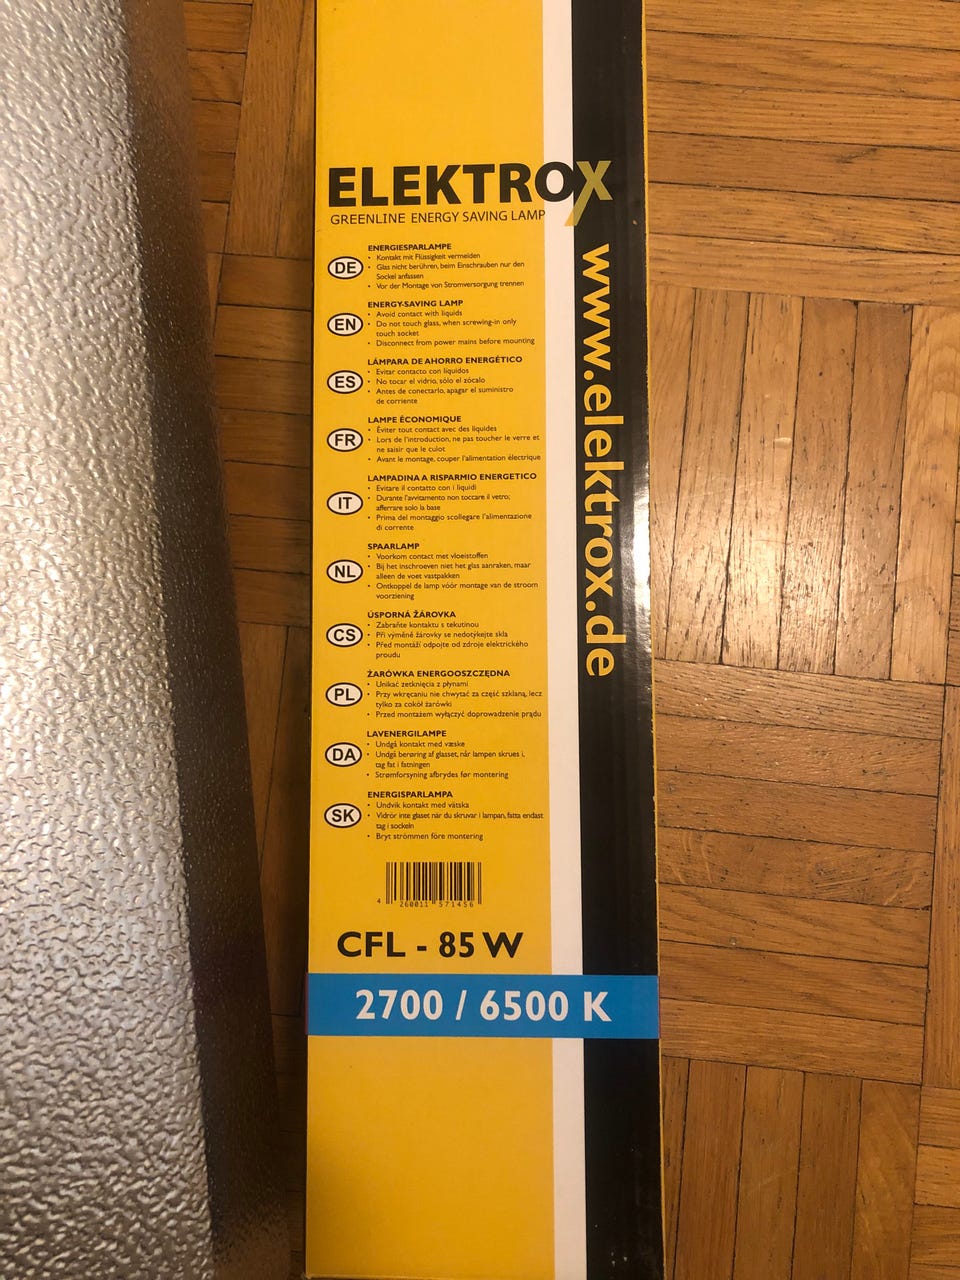 ELEKTROX
GREENLINE ENERGY SAVING LAMP
www.elektrox.de
DE
ENERGIESPARLAMPE
• Kontakt mit Flüssigkeit vermeiden
• Glas nicht berühren, beim Einschrauben nur den
Sockel anfassen
• Vor der Montage von Stromversorgung trennen
EN
ENERGY-SAVING LAMP
• Avoid contact with liquids
• Do not touch glass, when screwing-in only
touch socket
• Disconnect from power mains before mounting
ES
LÁMPARA DE AHORRO ENERGÉTICO
• Evitar contacto con líquidos
• No tocar el vidrio, sólo el zócalo
• Antes de conectarlo, apagar el suministro
de corriente
FR
LAMPE ÉCONOMIQUE
• Éviter tout contact avec des liquides
• Lors de l'introduction, ne pas toucher le verre et
ne saisir que le culot
• Avant le montage, couper l'alimentation électrique
IT
LAMPADINA A RISPARMIO ENERGETICO
• Evitare il contatto con i liquidi
• Durante l'avvitamento non toccare il vetro;
afferrare solo la base
• Prima del montaggio scollegare l'alimentazione
di corrente
NL
SPAARLAMP
• Voorkom contact met vloeistoffen
• Bij het inschroeven niet het glas aanraken, maar
alleen de voet vastpakken
• Ontkoppel de lamp vóór montage van de stroom
voorziening
CS
ÚSPORNÁ ŽÁROVKA
• Zabraňte kontaktu s tekutinou
• Při výměně žárovky se nedotýkejte skla
• Před montáží odpojte od zdroje elektrického
proudu
PL
ŻARÓWKA ENERGOOSZCZĘDNA
• Unikać zetknięcia z płynami
• Przy wkręcaniu nie chwytać za część szklaną, lecz
tylko za cokół żarówki
• Przed montażem wyłączyć doprowadzenie prądu
DA
LAVENERGILAMPE
• Undgå kontakt med væske
• Undgå berøring af glasset, når lampen skrues i,
tag fat i fatningen
• Strømforsyning afbrydes før montering
SK
ENERGISPARLAMPA
• Undvik kontakt med vätska
• Vidrör inte glaset när du skruvar i lampan, fatta endast
tag i sockeln
• Bryt strömmen före montering
4 260011 571456
CFL - 85 W
2700 / 6500 K